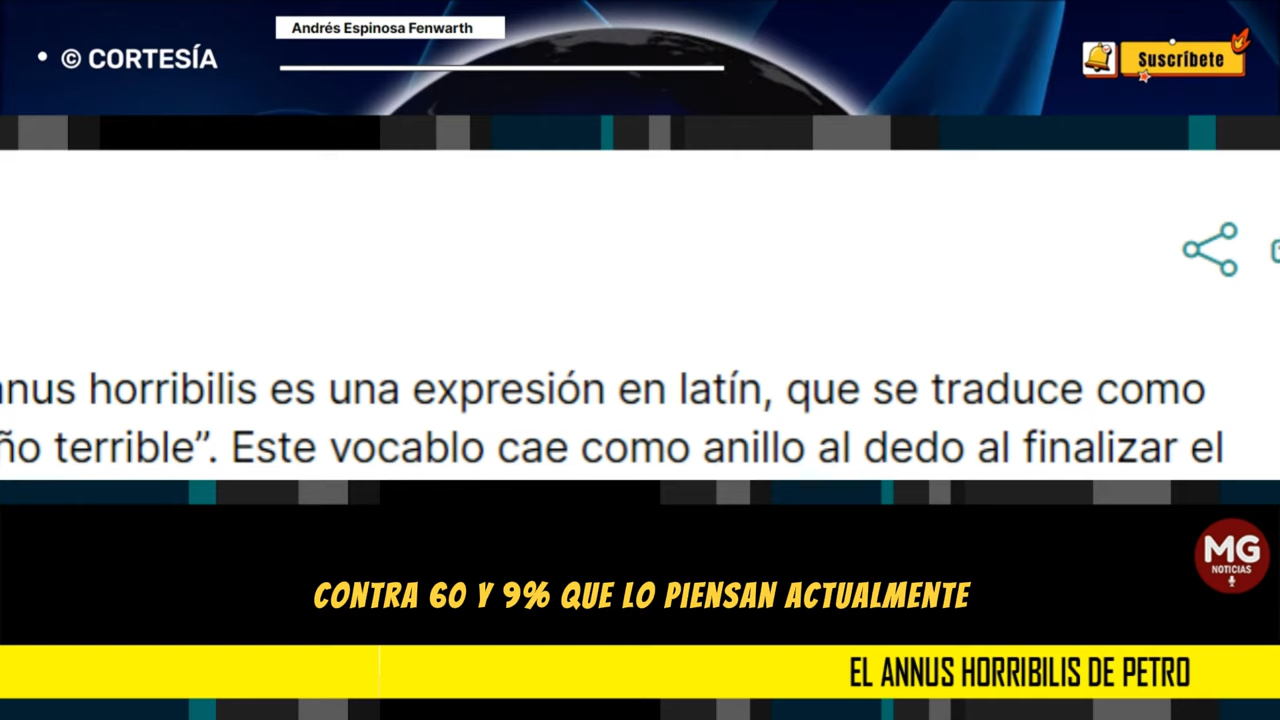 Andrés Espinosa Fenwarth
• © CORTESÍA
Suscríbete
nnus horribilis es una expresión en latín, que se traduce como
ño terrible”. Este vocablo cae como anillo al dedo al finalizar el
MG
NOTICIAS
CONTRA 60 Y 9% QUE LO PIENSAN ACTUALMENTE
EL ANNUS HORRIBILIS DE PETRO